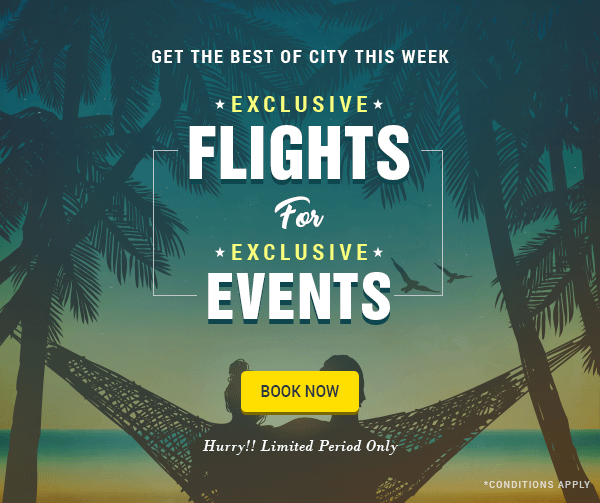 GET THE BEST OF CITY THIS WEEK
★EXCLUSIVE★
FLIGHTS
For
★EXCLUSIVE★
EVENTS
BOOK NOW
Hurry!! Limited Period Only
*CONDITIONS APPLY